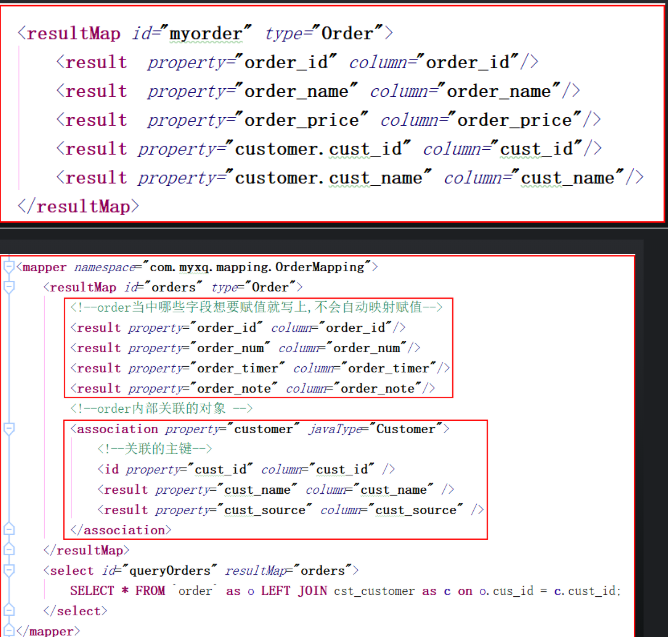 <resultMap id="myorder" type="Order">
<result property="order_id" column="order_id"/>
<result property="order_name" column="order_name"/>
<result property="order_price" column="order_price"/>
<result property="customer.cust_id" column="cust_id"/>
<result property="customer.cust_name" column="cust_name"/>
</resultMap>
<mapper namespace="com.myxq.mapping.OrderMapping">
<resultMap id="orders" type="Order">
<!--order当中哪些字段想要赋值就写上,不会自动映射赋值-->
<result property="order_id" column="order_id"/>
<result property="order_num" column="order_num"/>
<result property="order_timer" column="order_timer"/>
<result property="order_note" column="order_note"/>
<!--order内部关联的对象 -->
<association property="customer" javaType="Customer">
<!--关联的主键-->
<id property="cust_id" column="cust_id" />
<result property="cust_name" column="cust_name" />
<result property="cust_source" column="cust_source" />
</association>
</resultMap>
<select id="queryOrders" resultMap="orders">
SELECT * FROM `order` as o LEFT JOIN cst_customer as c on o.cus_id = c.cust_id;
</select>
</mapper>